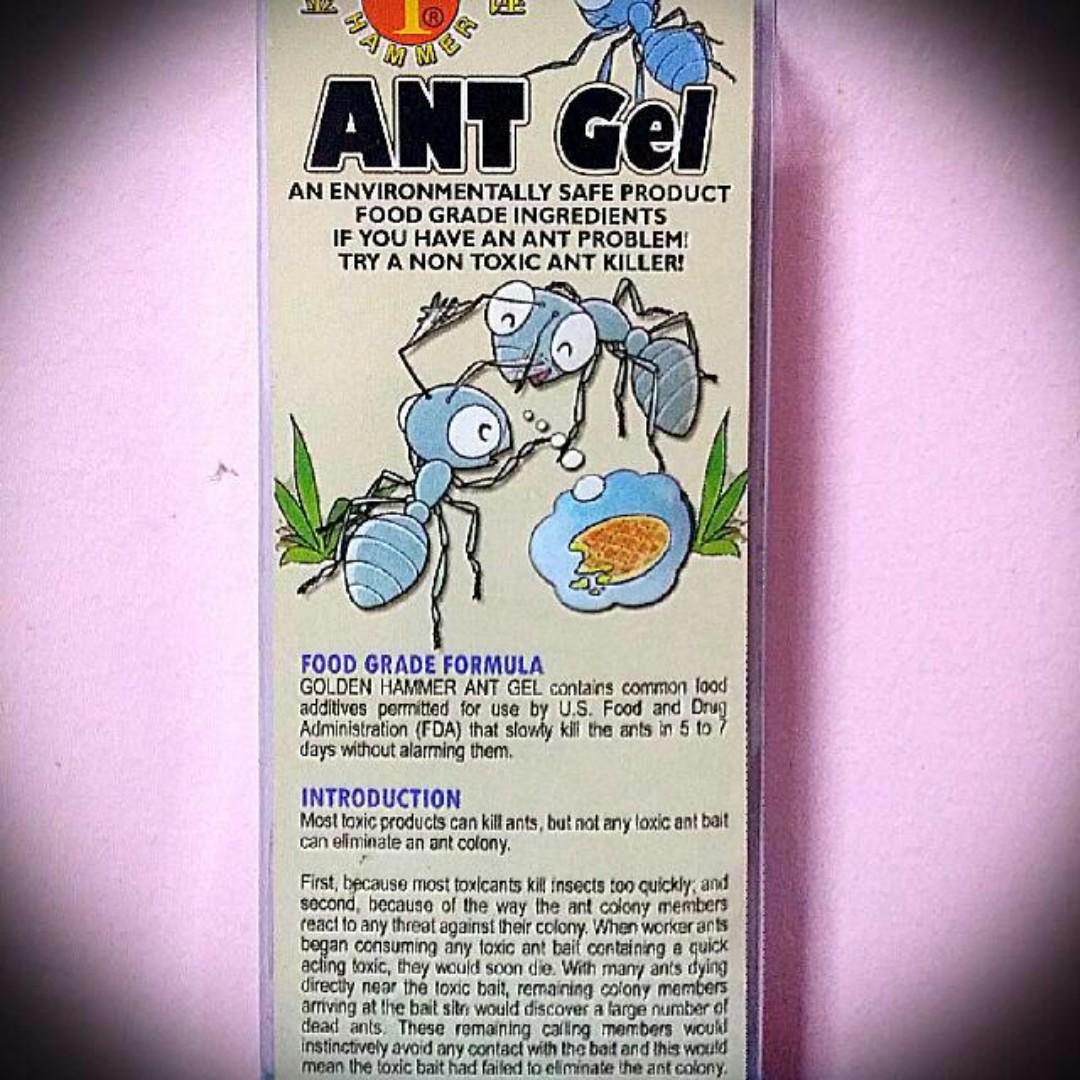 HAMMER
ANT Gel
AN ENVIRONMENTALLY SAFE PRODUCT
FOOD GRADE INGREDIENTS
IF YOU HAVE AN ANT PROBLEM!
TRY A NON TOXIC ANT KILLER!
FOOD GRADE FORMULA
GOLDEN HAMMER ANT GEL contains common food
additives permitted for use by U.S. Food and Drug
Administration (FDA) that slowly kill the ants in 5 to 7
days without alarming them.
INTRODUCTION
Most toxic products can kill ants, but not any toxic ant bait
can eliminate an ant colony.
First, because most toxicants kill insects too quickly; and
second, because of the way the ant colony members
react to any threat against their colony. When worker ants
began consuming any toxic ant bait containing a quick
acting toxic, they would soon die. With many ants dying
directly near the toxic bait, remaining colony members
arriving at the bait site would discover a large number of
dead ants. These remaining calling members would
instinctively avoid any contact with the bait and this would
mean the toxic bait had failed to eliminate the ant colony.